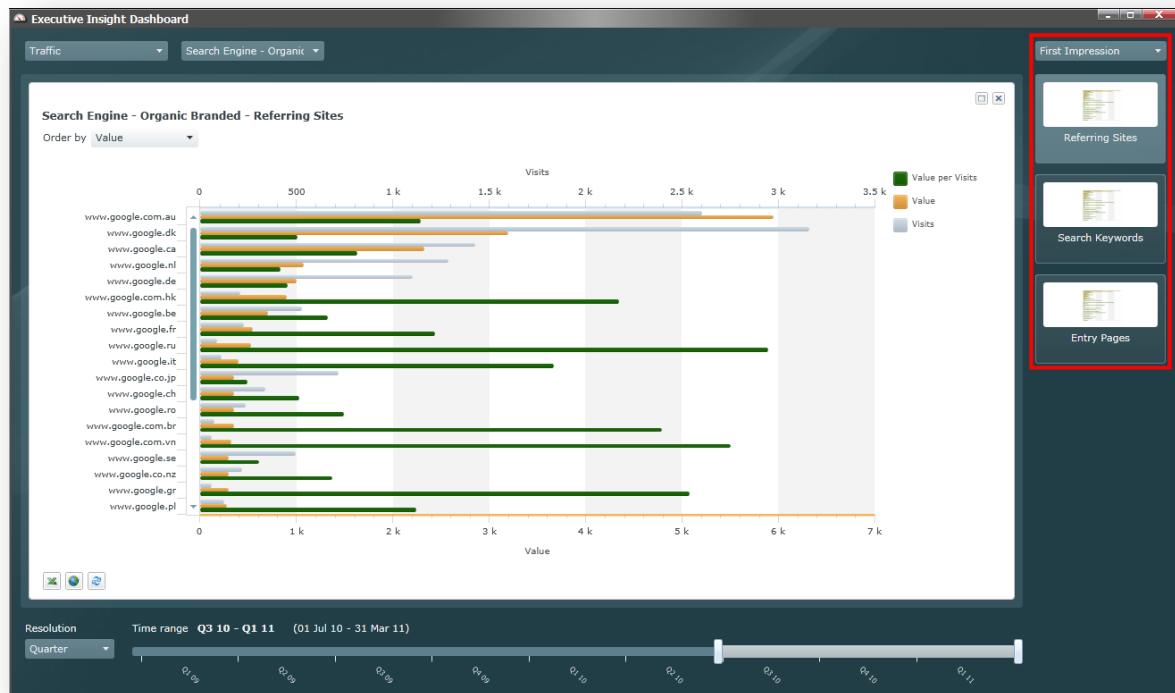 Executive Insight Dashboard
Traffic
Search Engine - Organic
First Impression
Search Engine - Organic Branded - Referring Sites
Order by Value
Visits
0 500 1 k 1.5 k 2 k 2.5 k 3 k 3.5 k
www.google.com.au
www.google.dk
www.google.ca
www.google.nl
www.google.de
www.google.com.hk
www.google.be
www.google.fr
www.google.ru
www.google.it
www.google.co.jp
www.google.ch
www.google.ro
www.google.com.br
www.google.com.vn
www.google.se
www.google.co.nz
www.google.gr
www.google.pl
0 1 k 2 k 3 k 4 k 5 k 6 k 7 k
Value
Value per Visits
Value
Visits
Referring Sites
Search Keywords
Entry Pages
Resolution
Quarter
Time range Q3 10 - Q1 11 (01 Jul 10 - 31 Mar 11)
Q1 09 Q2 09 Q3 09 Q4 09 Q1 10 Q2 10 Q3 10 Q4 10 Q1 11